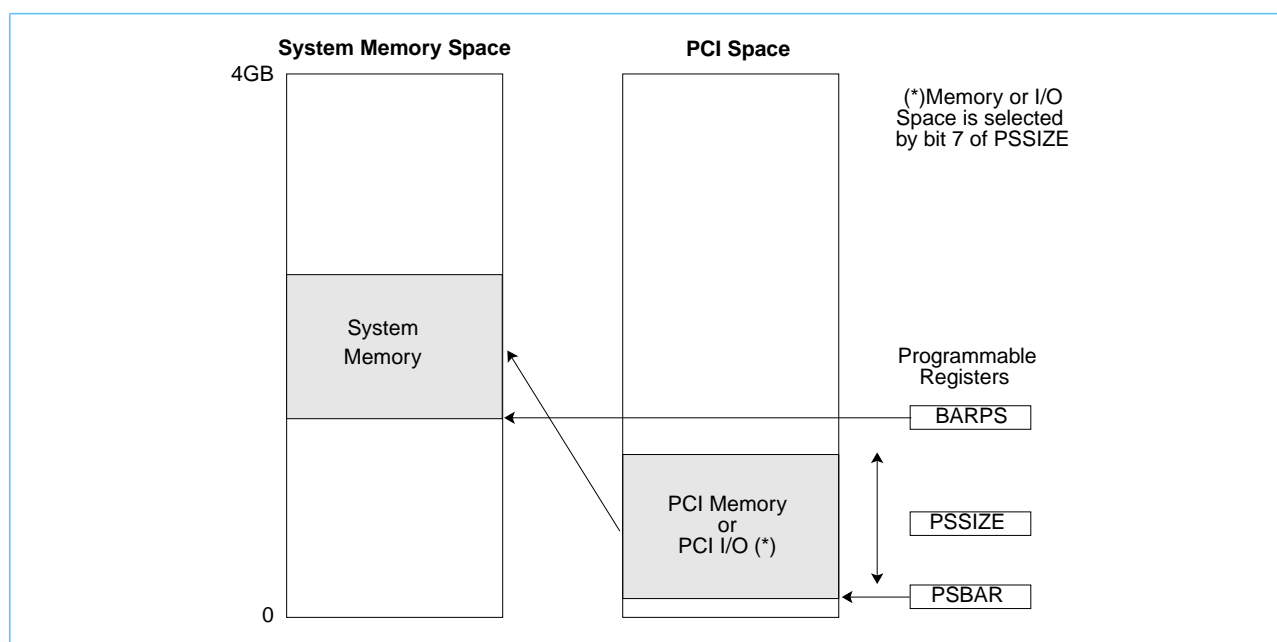 System Memory Space
PCI Space
4GB
(*)Memory or I/O
Space is selected
by bit 7 of PSSIZE
System
Memory
Programmable
Registers
BARPS
PCI Memory
or
PCI I/O (*)
PSSIZE
PSBAR
0